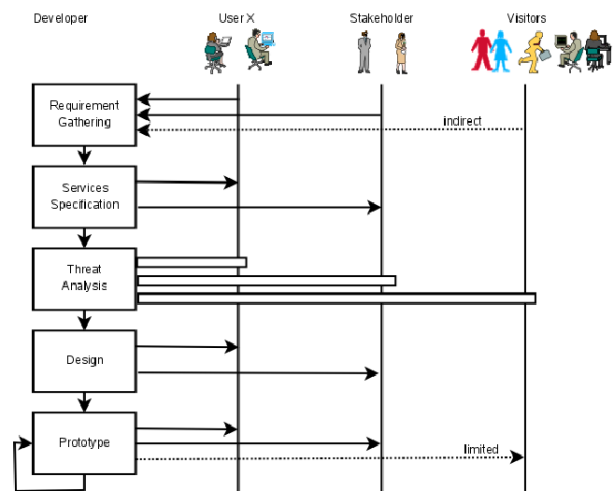 Developer
User X
Stakeholder
Visitors
Requirement
Gathering
indirect
Services
Specification
Threat
Analysis
Design
Prototype
limited